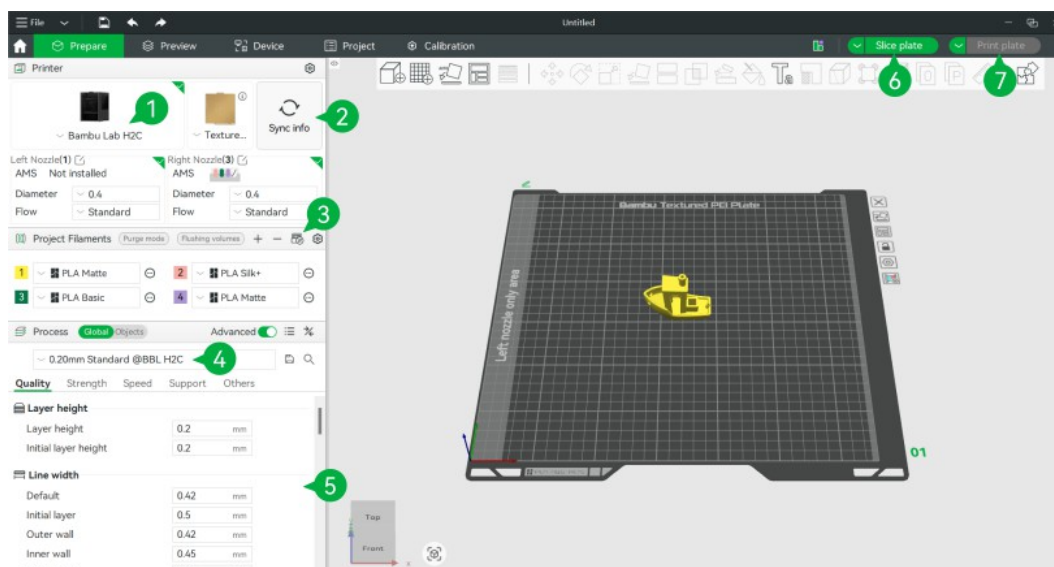 File
Untitled
Prepare
Preview
Device
Project
Calibration
Slice plate
Print plate
6
7
Printer
1
Bambu Lab H2C
Texture...
Sync info
2
Left Nozzle(1)
Right Nozzle(3)
AMS Not installed
AMS
Diameter 0.4
Diameter 0.4
Flow Standard
Flow Standard
3
Project Filaments Purge mode Flushing volumes
1 PLA Matte
2 PLA Silk+
3 PLA Basic
4 PLA Matte
Process Global Objects Advanced
0.20mm Standard @BBL H2C
4
Quality Strength Speed Support Others
Layer height
Layer height 0.2 mm
Initial layer height 0.2 mm
Line width
Default 0.42 mm
5
Initial layer 0.5 mm
Outer wall 0.42 mm
Inner wall 0.45 mm
Bambu Textured PEI Plate
Left nozzle only area
01
Top
Front
x